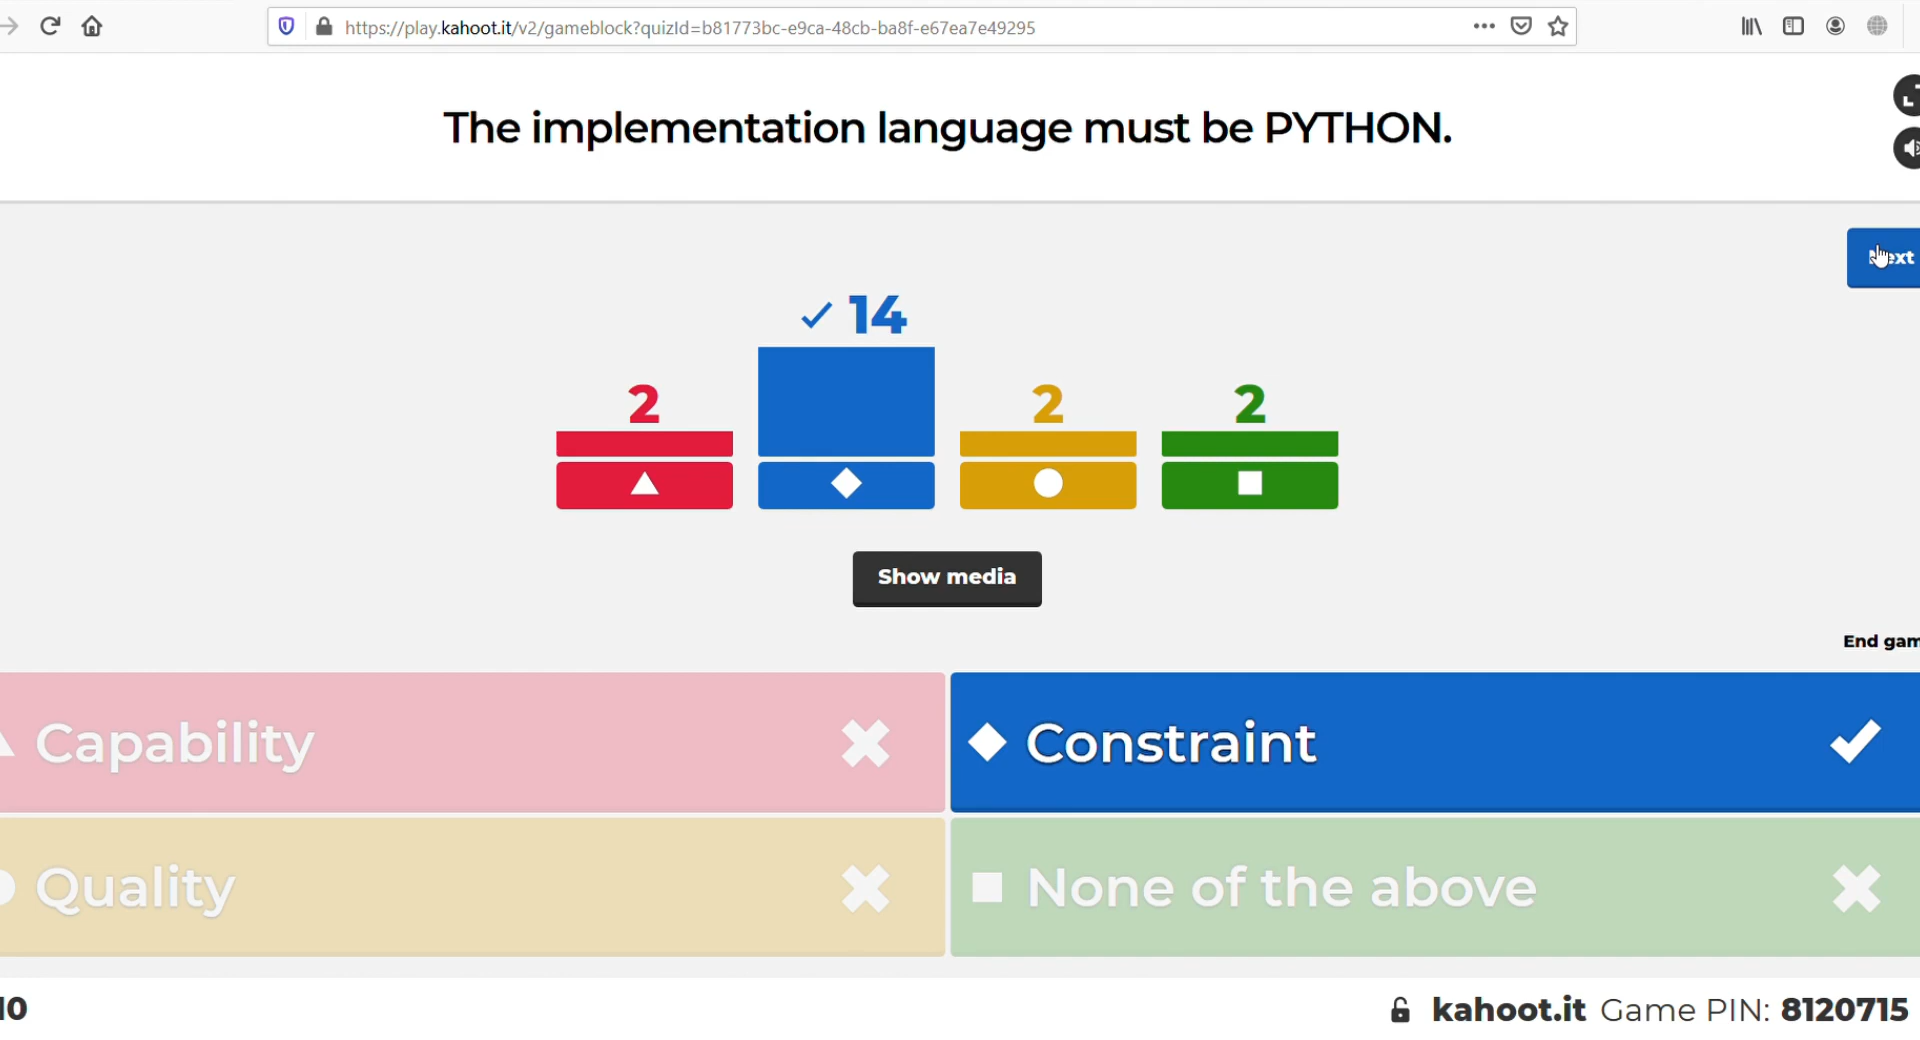 https://play.kahoot.it/v2/gameblock?quizId=b81773bc-e9ca-48cb-ba8f-e67ea7e49295
The implementation language must be PYTHON.
Next
14
2
2
2
Show media
End gam
Capability
Constraint
Quality
None of the above
10
kahoot.it Game PIN: 8120715